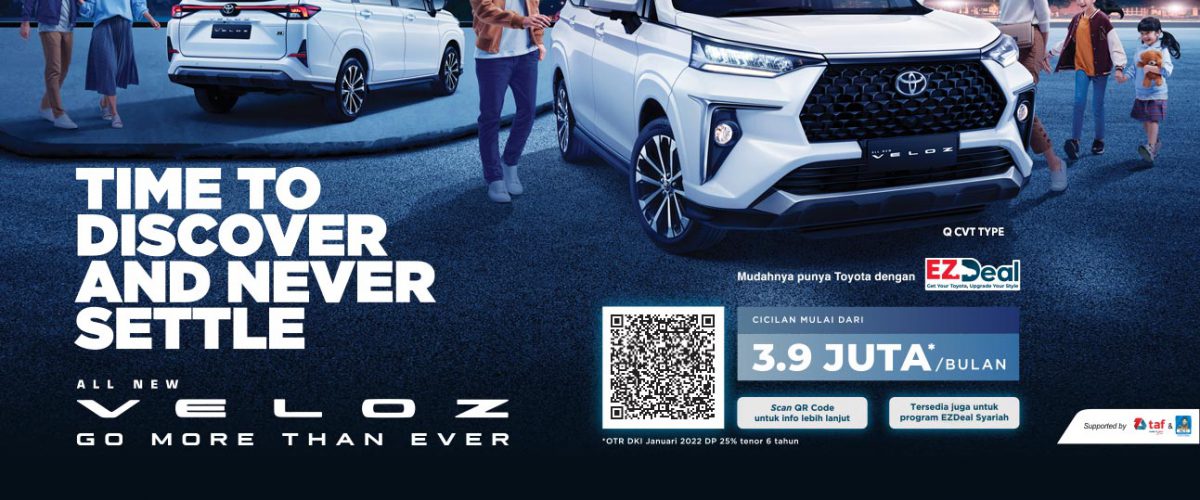 VELOZ
ALL NEW
VELOZ
Q CVT TYPE
TIME TO
DISCOVER
AND NEVER
SETTLE
ALL NEW
VELOZ
GO MORE THAN EVER
Mudahnya punya Toyota dengan
EZDeal
Get Your Toyota, Upgrade Your Style
CICILAN MULAI DARI
3.9 JUTA*/BULAN
Scan QR Code
untuk info lebih lanjut
Tersedia juga untuk
program EZDeal Syariah
*OTR DKI Januari 2022 DP 25% tenor 6 tahun
Supported by taf &